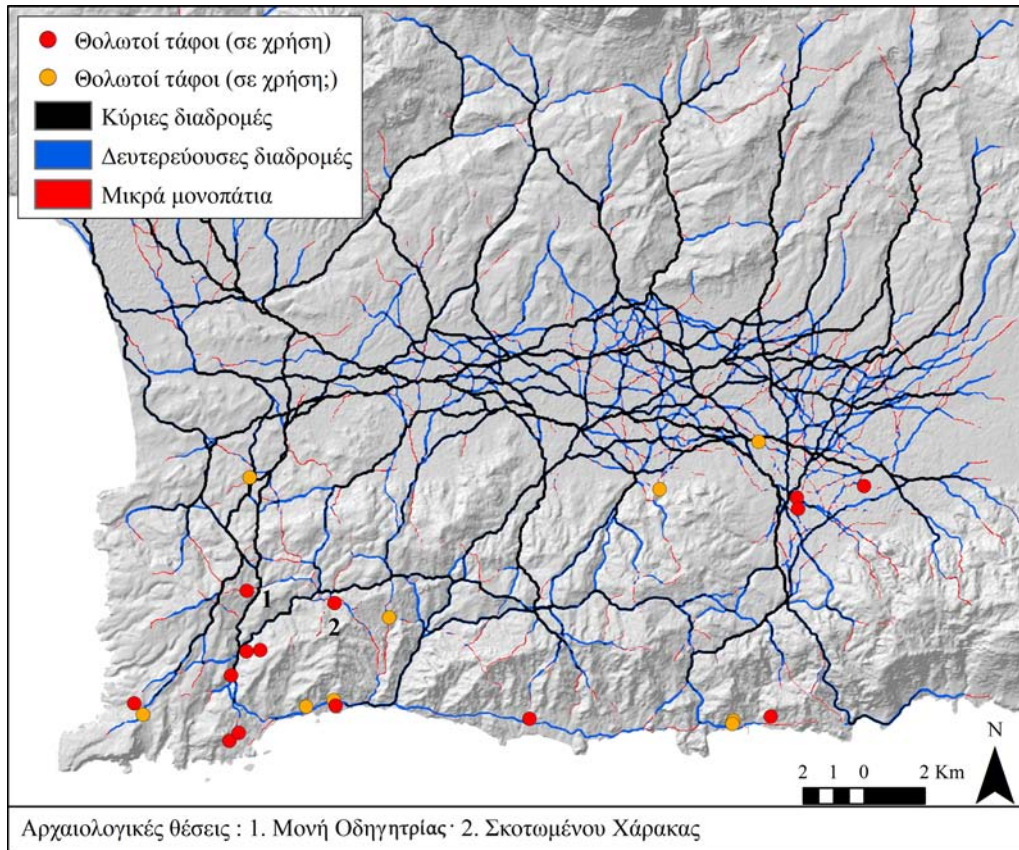 Θολωτοί τάφοι (σε χρήση)
Θολωτοί τάφοι (σε χρήση;)
Κύριες διαδρομές
Δευτερεύουσες διαδρομές
Μικρά μονοπάτια
1
2
N
2 1 0 2 Km
Αρχαιολογικές θέσεις : 1. Μονή Οδηγητρίας · 2. Σκοτωμένου Χάρακας